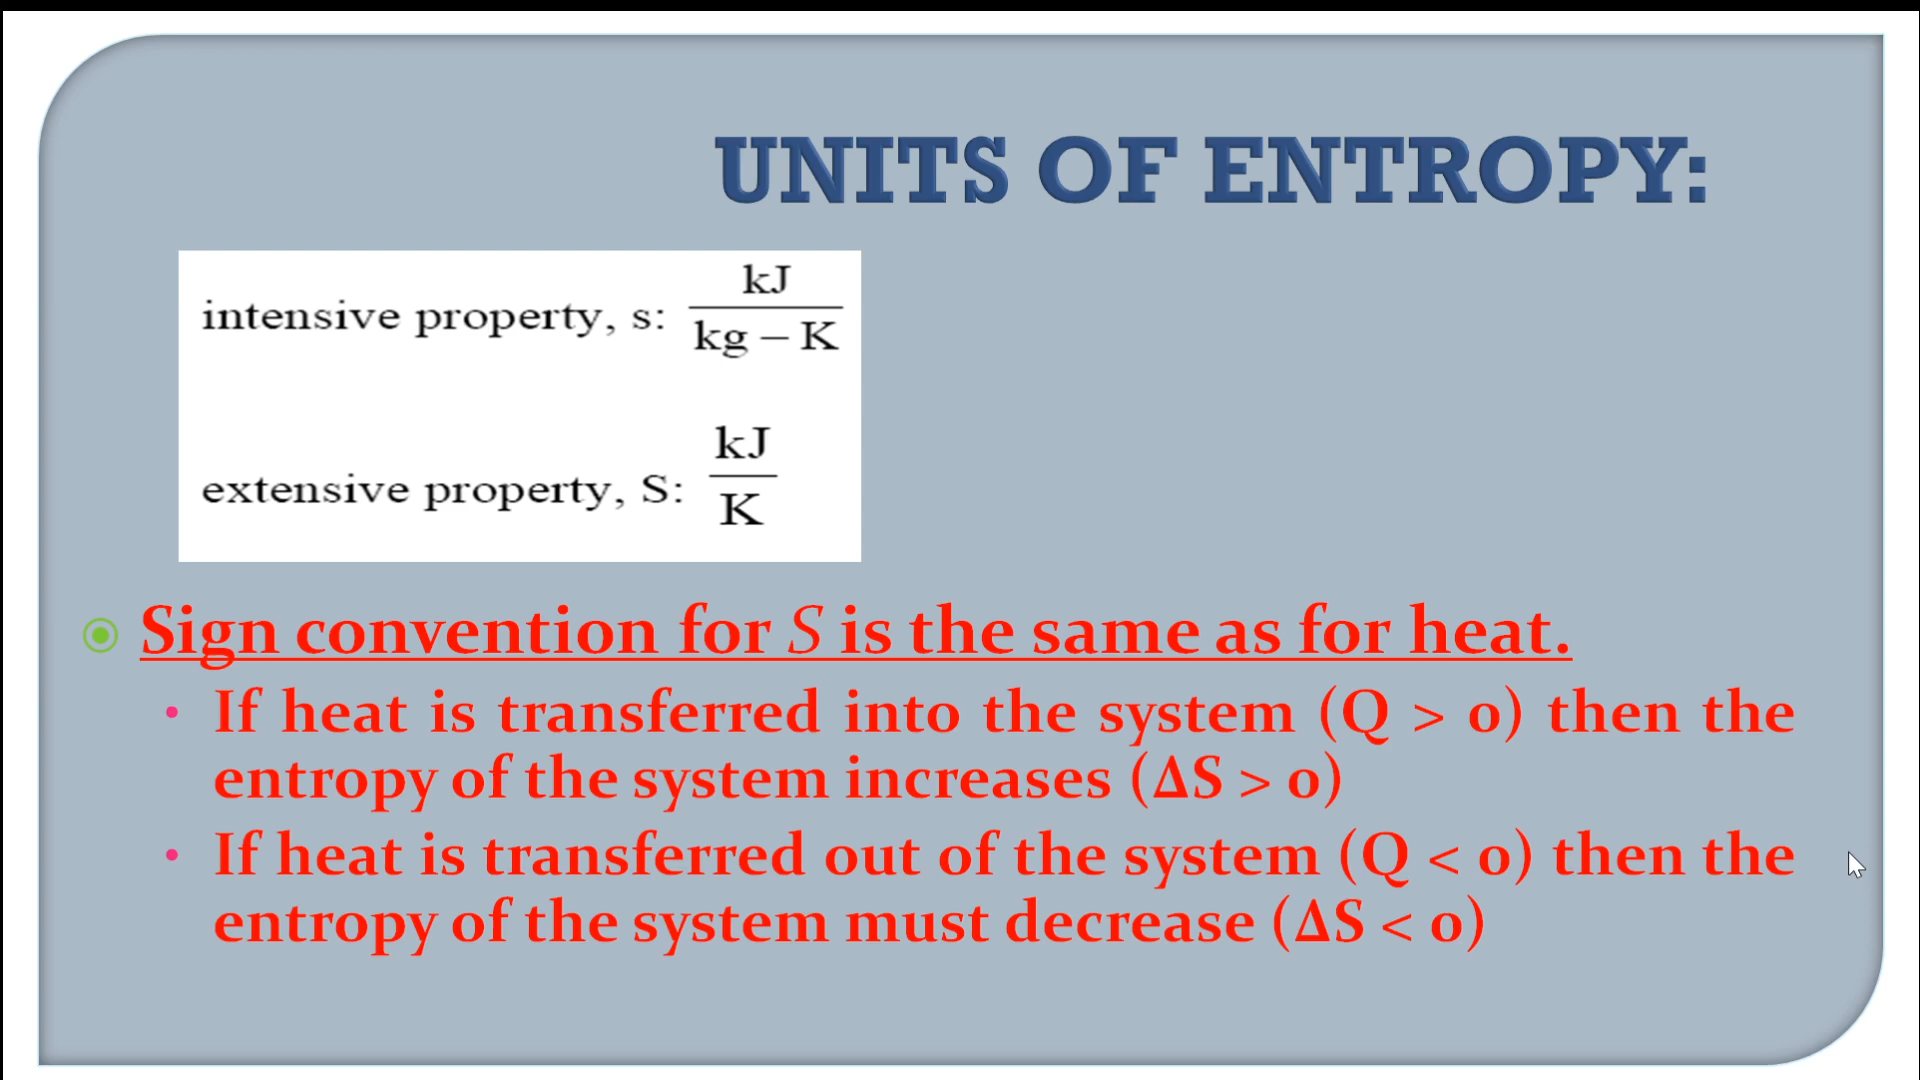 UNITS OF ENTROPY:
intensive property, s: kJ / kg – K
extensive property, S: kJ / K
Sign convention for S is the same as for heat.
• If heat is transferred into the system (Q > 0) then the
entropy of the system increases (ΔS > 0)
• If heat is transferred out of the system (Q < 0) then the
entropy of the system must decrease (ΔS < 0)